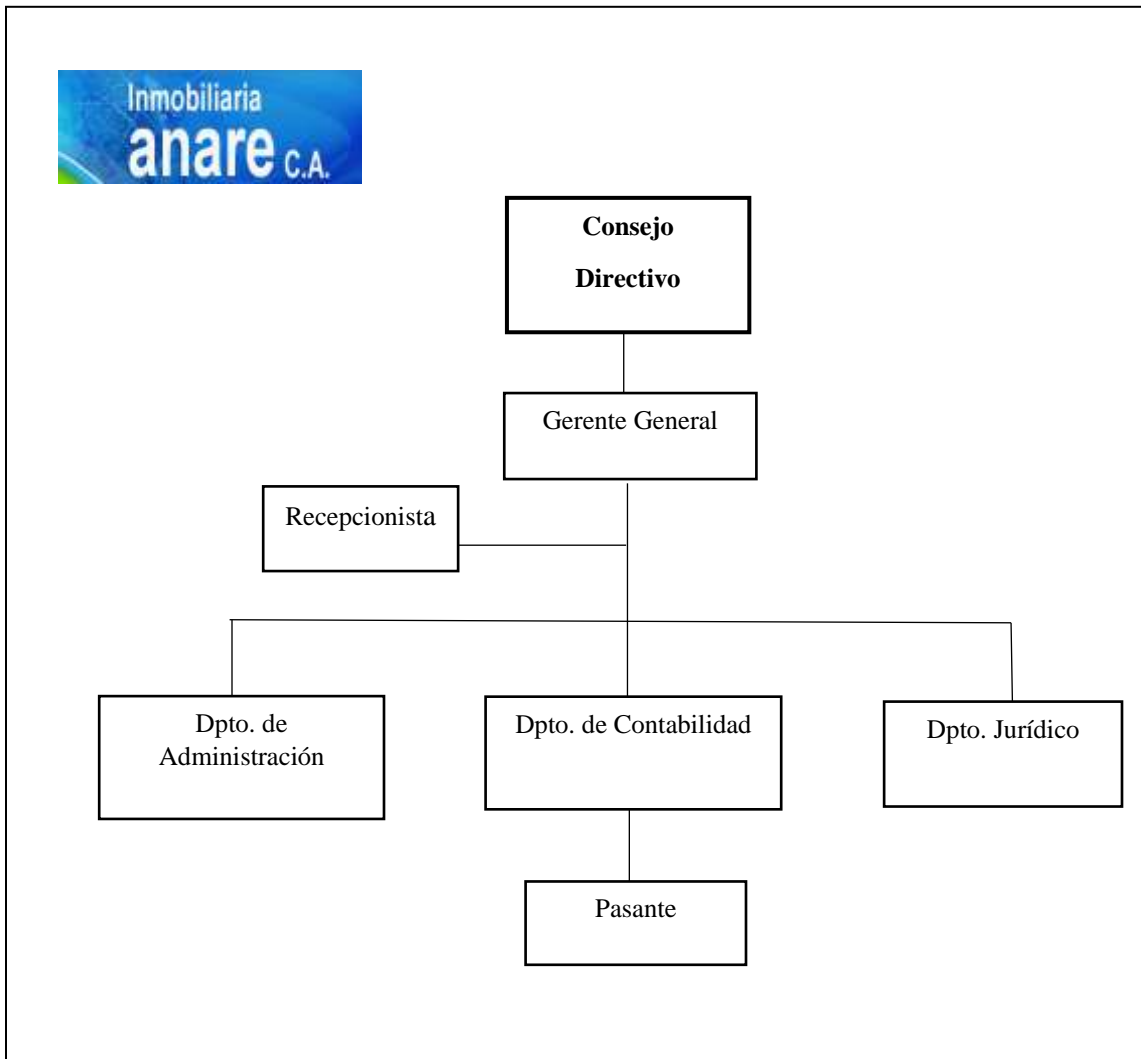 Inmobiliaria
anare C.A.
Consejo
Directivo
Gerente General
Recepcionista
Dpto. de
Administración
Dpto. de Contabilidad
Dpto. Jurídico
Pasante